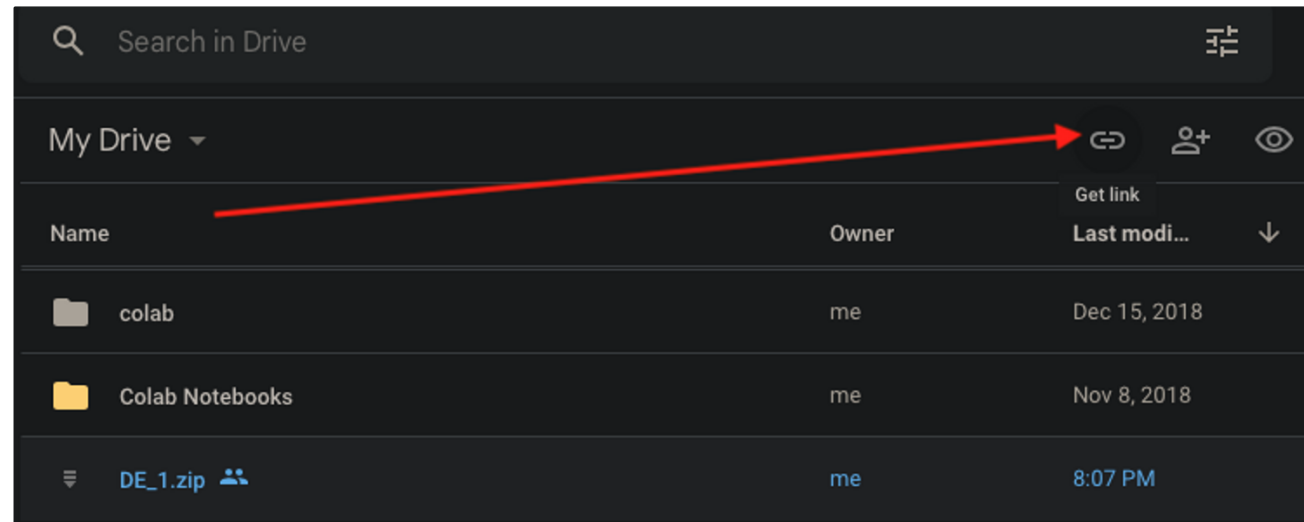 Search in Drive
My Drive
Get link
Name Owner Last modi...
colab me Dec 15, 2018
Colab Notebooks me Nov 8, 2018
DE_1.zip me 8:07 PM